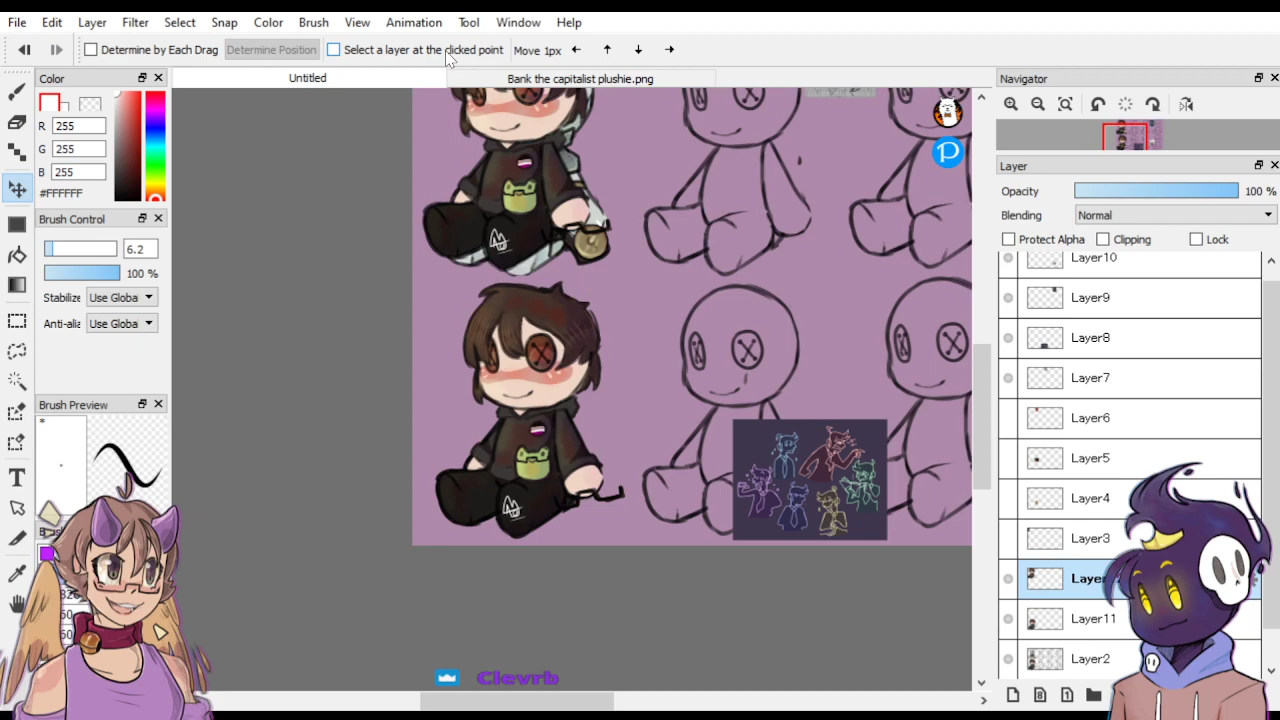 File Edit Layer Filter Select Snap Color Brush View Animation Tool Window Help
Determine by Each Drag Determine Position Select a layer at the clicked point Move 1px
Color Untitled Bank the capitalist plushie.png Navigator
R 255
G 255
B 255
#FFFFFF
Layer
Opacity 100 %
Blending Normal
Protect Alpha Clipping Lock
Brush Control
6.2
100 %
Stabilize Use Globa
Anti-alia Use Globa
Brush Preview
Layer10
Layer9
Layer8
Layer7
Layer6
Layer5
Layer4
Layer3
Laye
Layer11
Layer2
T
P
Clevrb